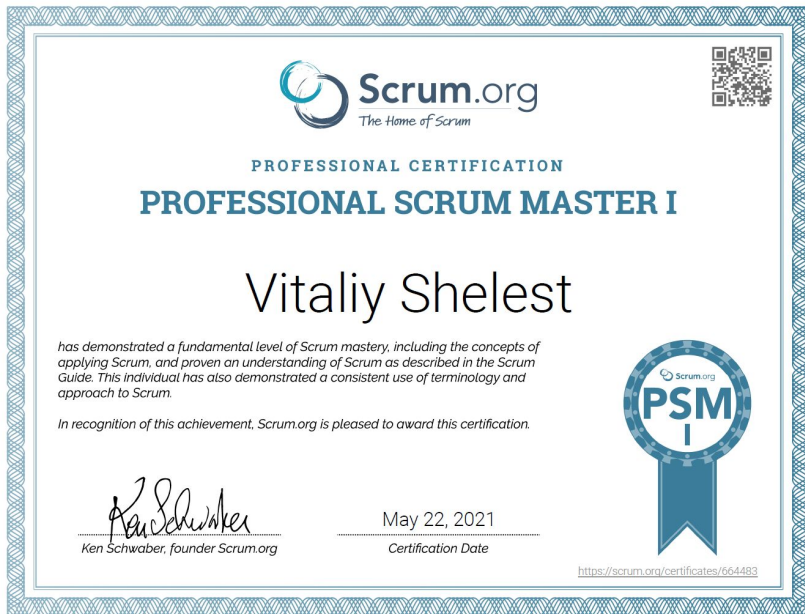 Scrum.org
The Home of Scrum
PROFESSIONAL CERTIFICATION
PROFESSIONAL SCRUM MASTER I
Vitaliy Shelest
has demonstrated a fundamental level of Scrum mastery, including the concepts of
applying Scrum, and proven an understanding of Scrum as described in the Scrum
Guide. This individual has also demonstrated a consistent use of terminology and
approach to Scrum.
In recognition of this achievement, Scrum.org is pleased to award this certification.
Scrum.org
PSM
I
Ken Schwaber
Ken Schwaber, founder Scrum.org
May 22, 2021
Certification Date
https://scrum.org/certificates/664483